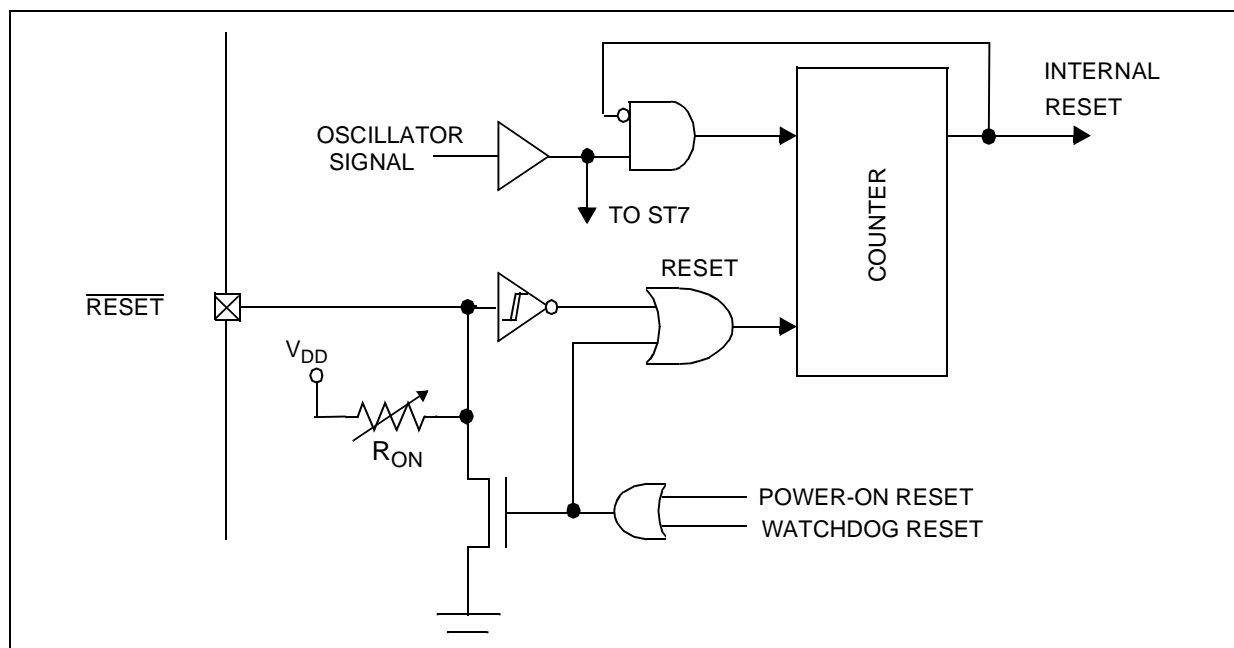 INTERNAL
RESET
OSCILLATOR
SIGNAL
TO ST7
COUNTER
RESET
RESET
VDD
RON
POWER-ON RESET
WATCHDOG RESET